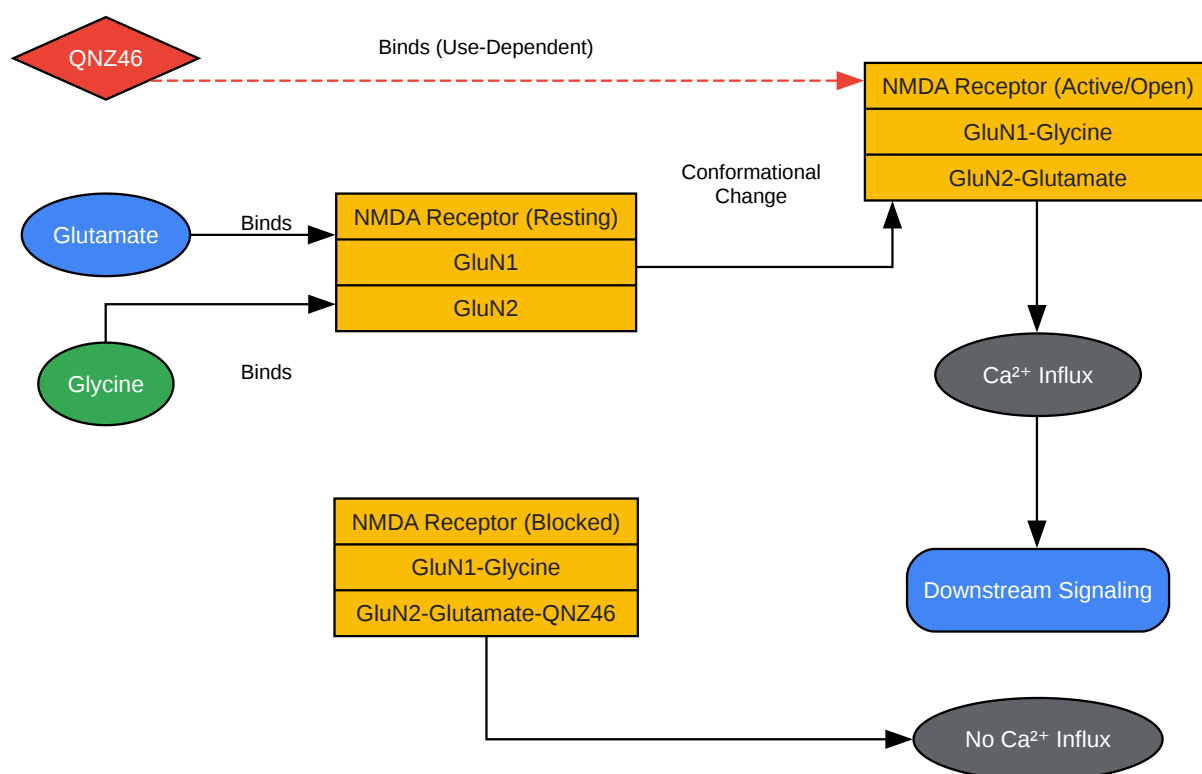 QNZ46
Binds (Use-Dependent)
NMDA Receptor (Active/Open)
GluN1-Glycine
GluN2-Glutamate
Conformational
Change
Glutamate
Binds
NMDA Receptor (Resting)
GluN1
GluN2
Glycine
Binds
Ca²⁺ Influx
NMDA Receptor (Blocked)
GluN1-Glycine
GluN2-Glutamate-QNZ46
Downstream Signaling
No Ca²⁺ Influx